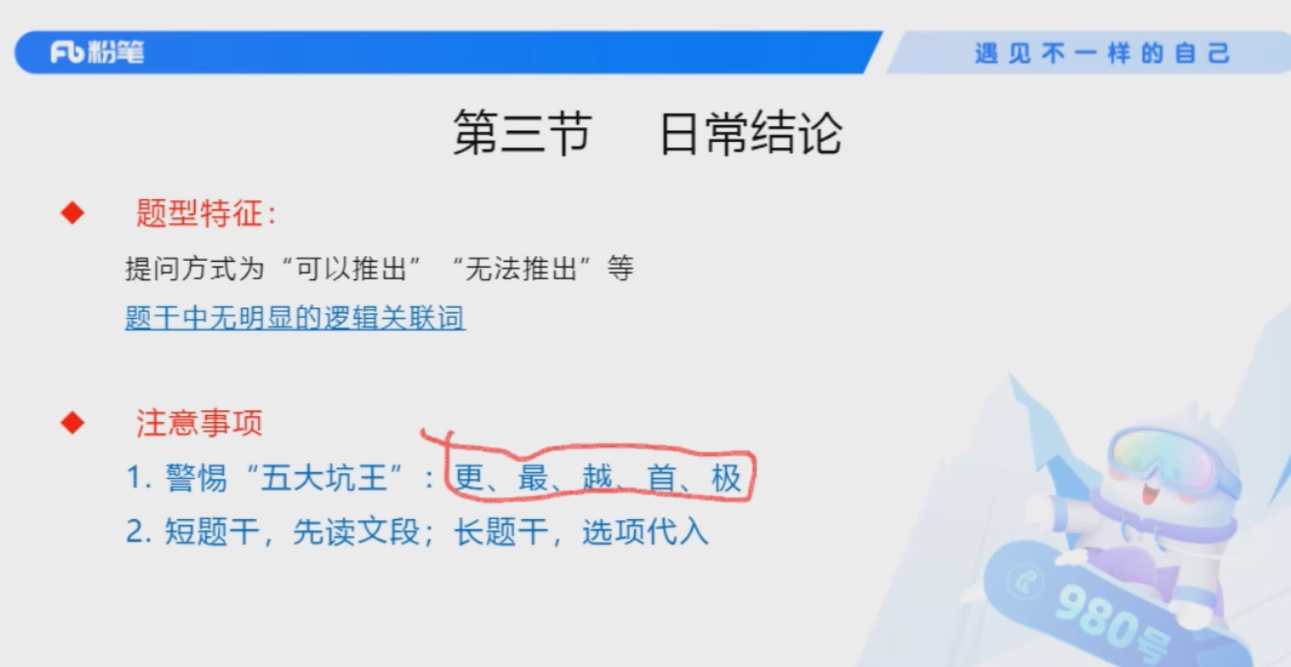 粉笔
遇见不一样的自己
第三节 日常结论
题型特征：
提问方式为“可以推出”“无法推出”等
题干中无明显的逻辑关联词
注意事项
1. 警惕“五大坑王”：更、最、越、首、极
2. 短题干，先读文段；长题干，选项代入
980号